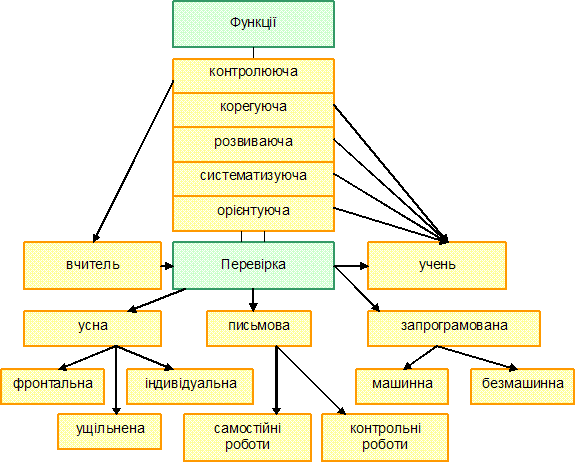 Функції
контролююча
корегуюча
розвиваюча
систематизуюча
орієнтуюча
вчитель
Перевірка
учень
усна
письмова
запрограмована
фронтальна
індивідуальна
машинна
безмашинна
ущільнена
самостійні
роботи
контрольні
роботи